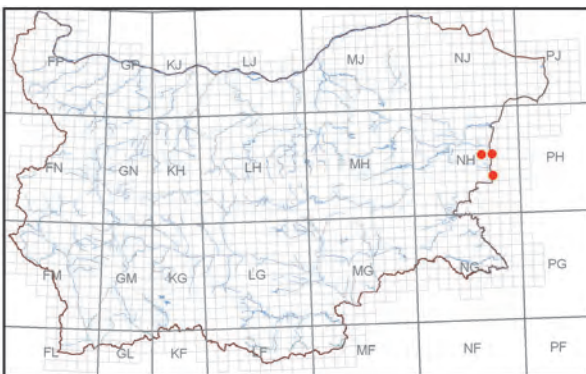 FP GP KJ LJ MJ NJ PJ
FN GN KH LH MH NH PH
FM GM KG LG MG NG PG
FL GL KF LF MF NF PF